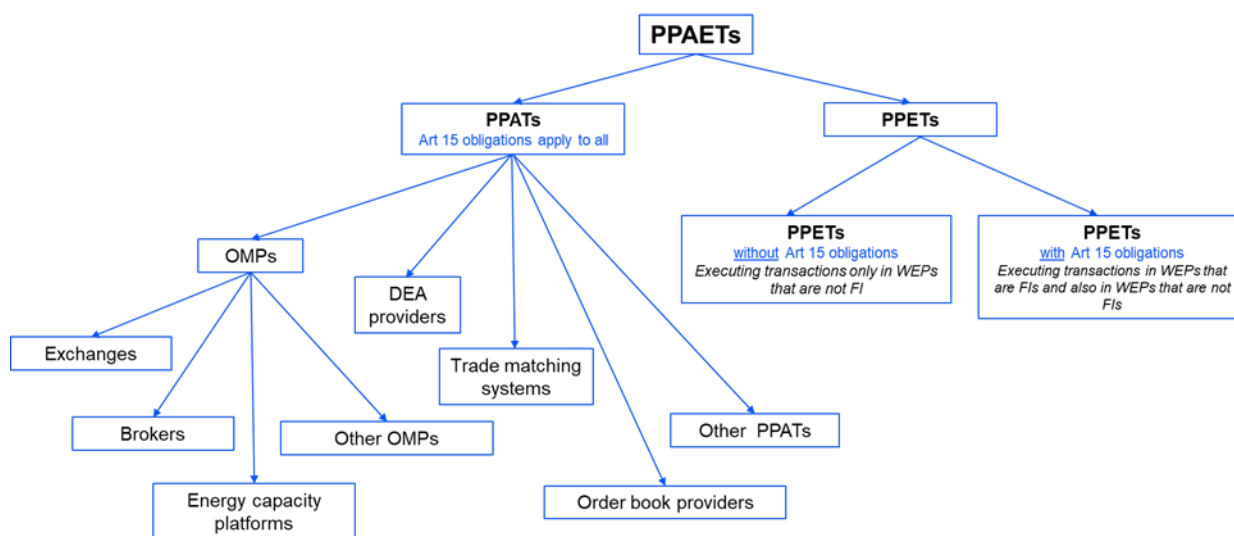 PPAETs
PPATs
Art 15 obligations apply to all
PPETs
PPETs
without Art 15 obligations
Executing transactions only in WEPs
that are not FI
PPETs
with Art 15 obligations
Executing transactions in WEPs that
are FIs and also in WEPs that are not
FIs
OMPs
DEA
providers
Exchanges
Trade matching
systems
Brokers
Other OMPs
Other PPATs
Energy capacity
platforms
Order book providers